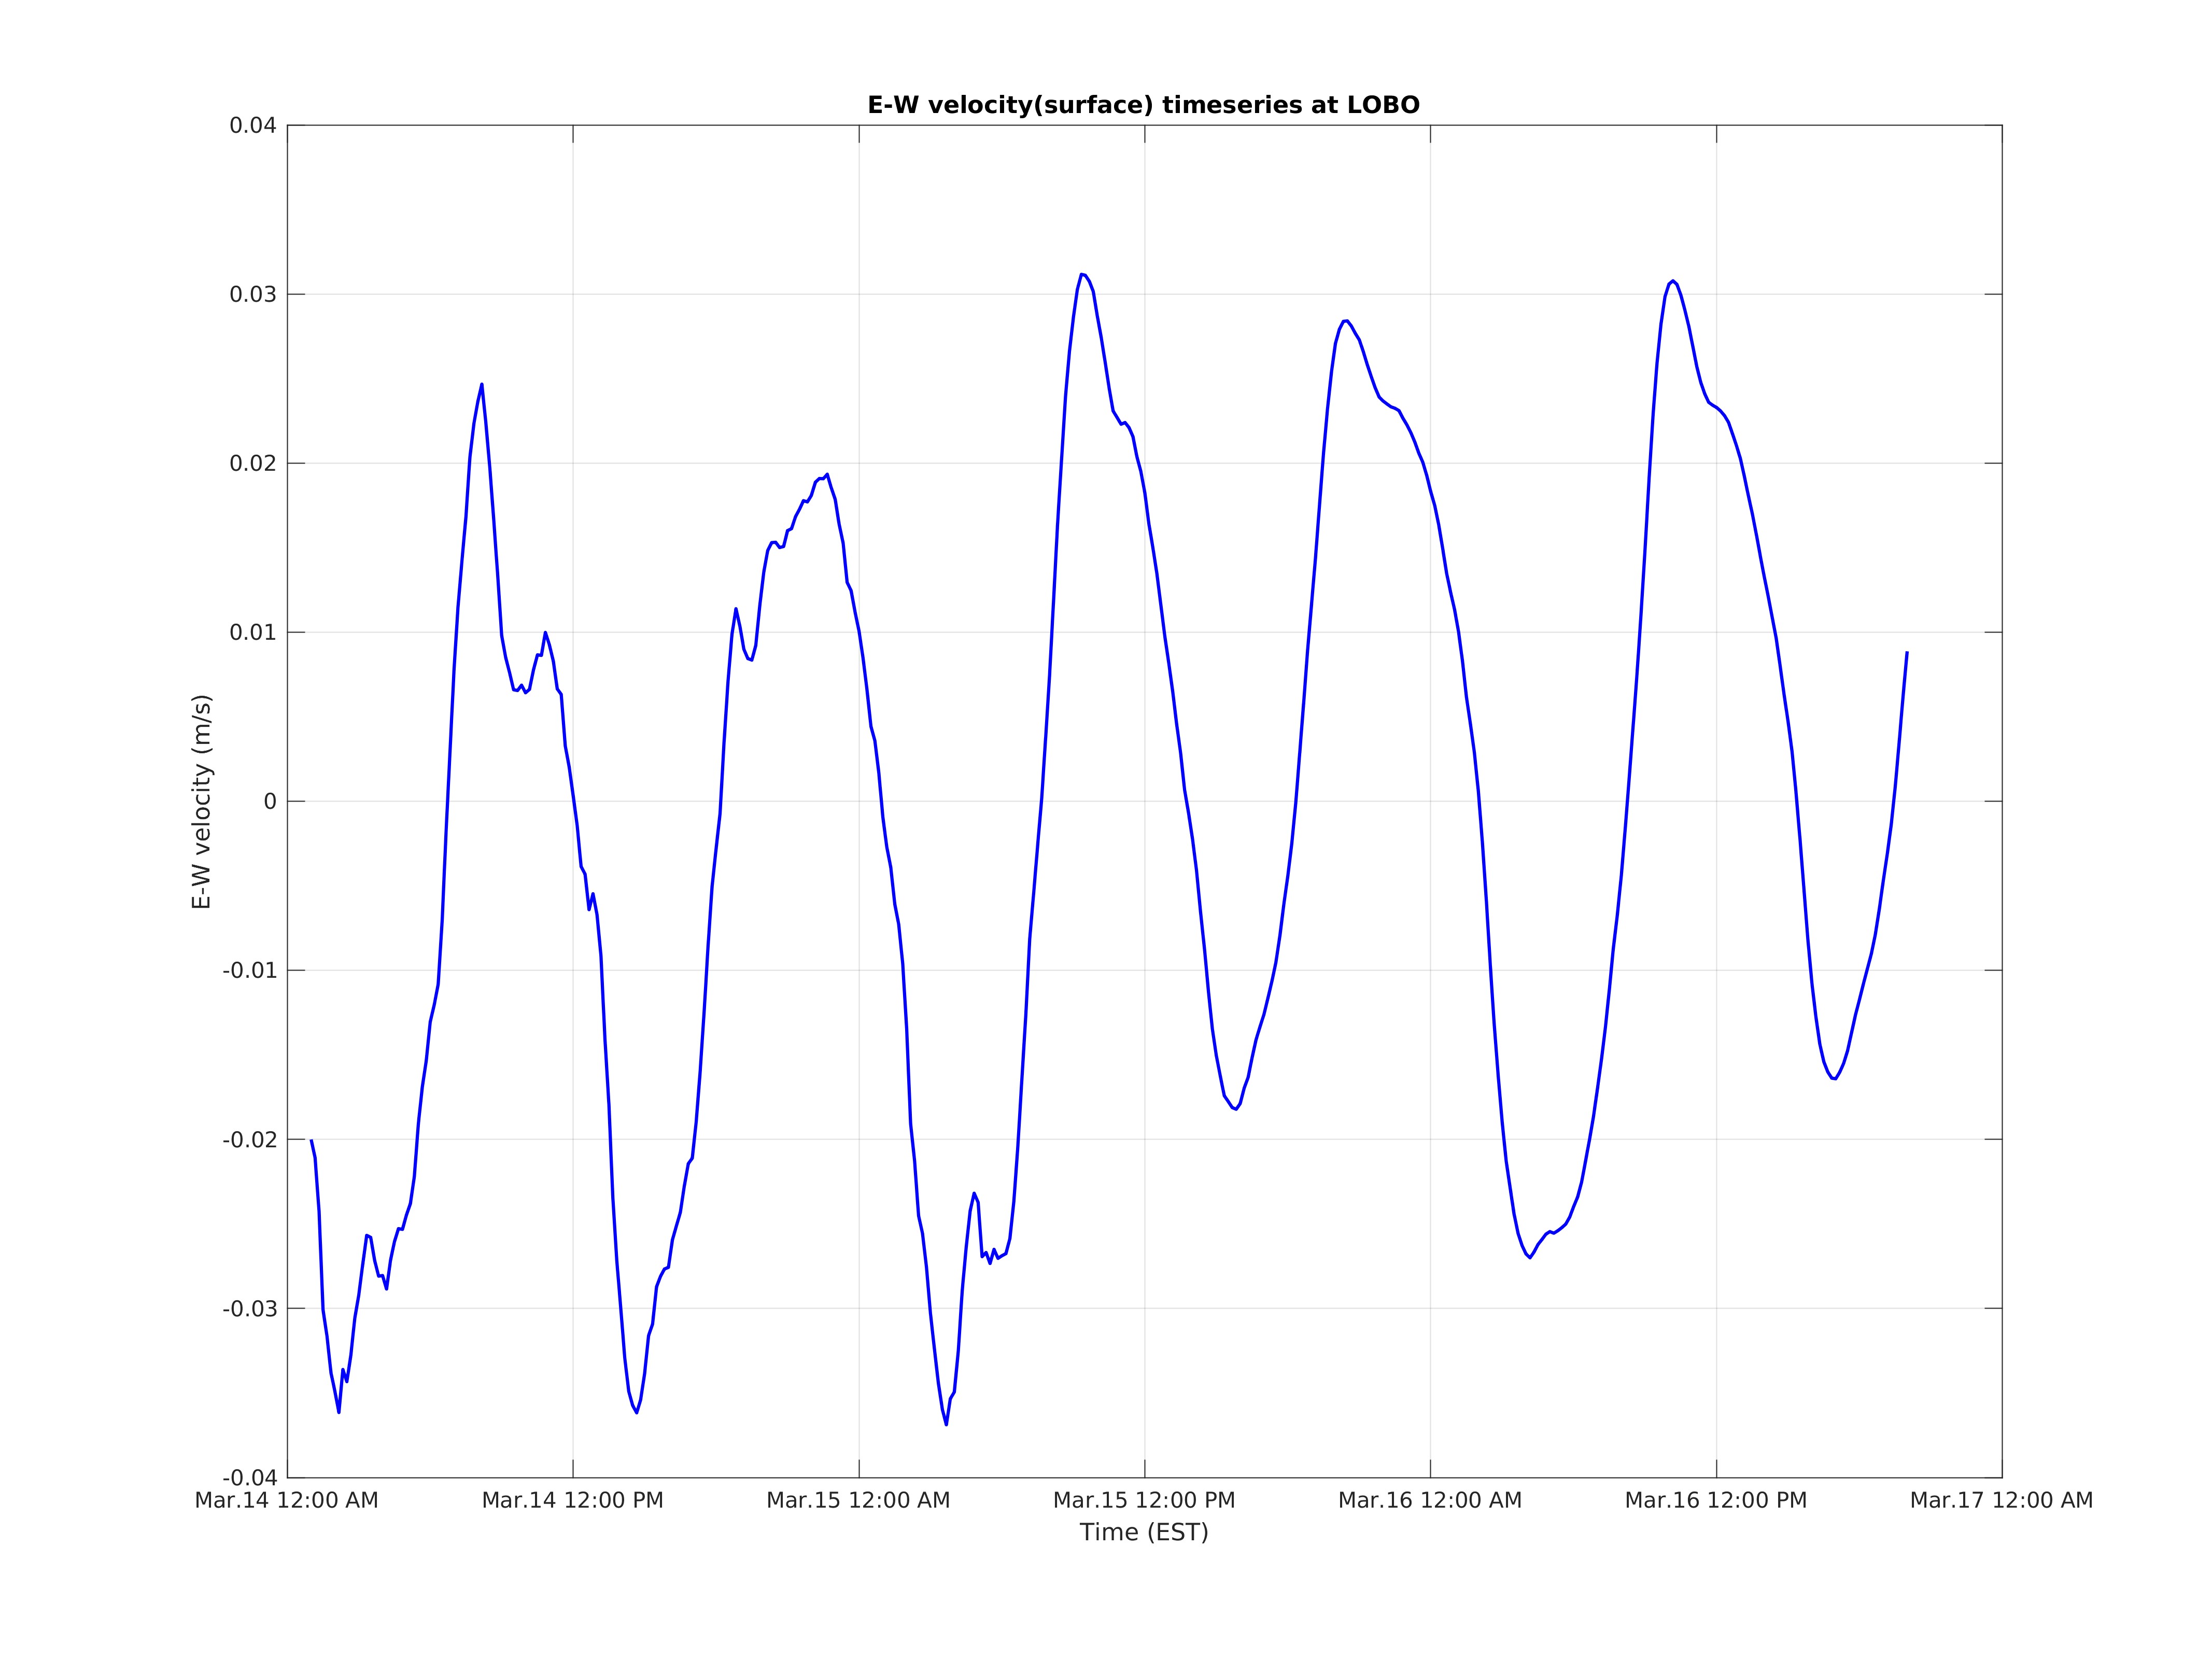 E-W velocity(surface) timeseries at LOBO
0.04
0.03
0.02
0.01
0
-0.01
-0.02
-0.03
-0.04
E-W velocity (m/s)
Mar.14 12:00 AM Mar.14 12:00 PM Mar.15 12:00 AM Mar.15 12:00 PM Mar.16 12:00 AM Mar.16 12:00 PM Mar.17 12:00 AM
Time (EST)